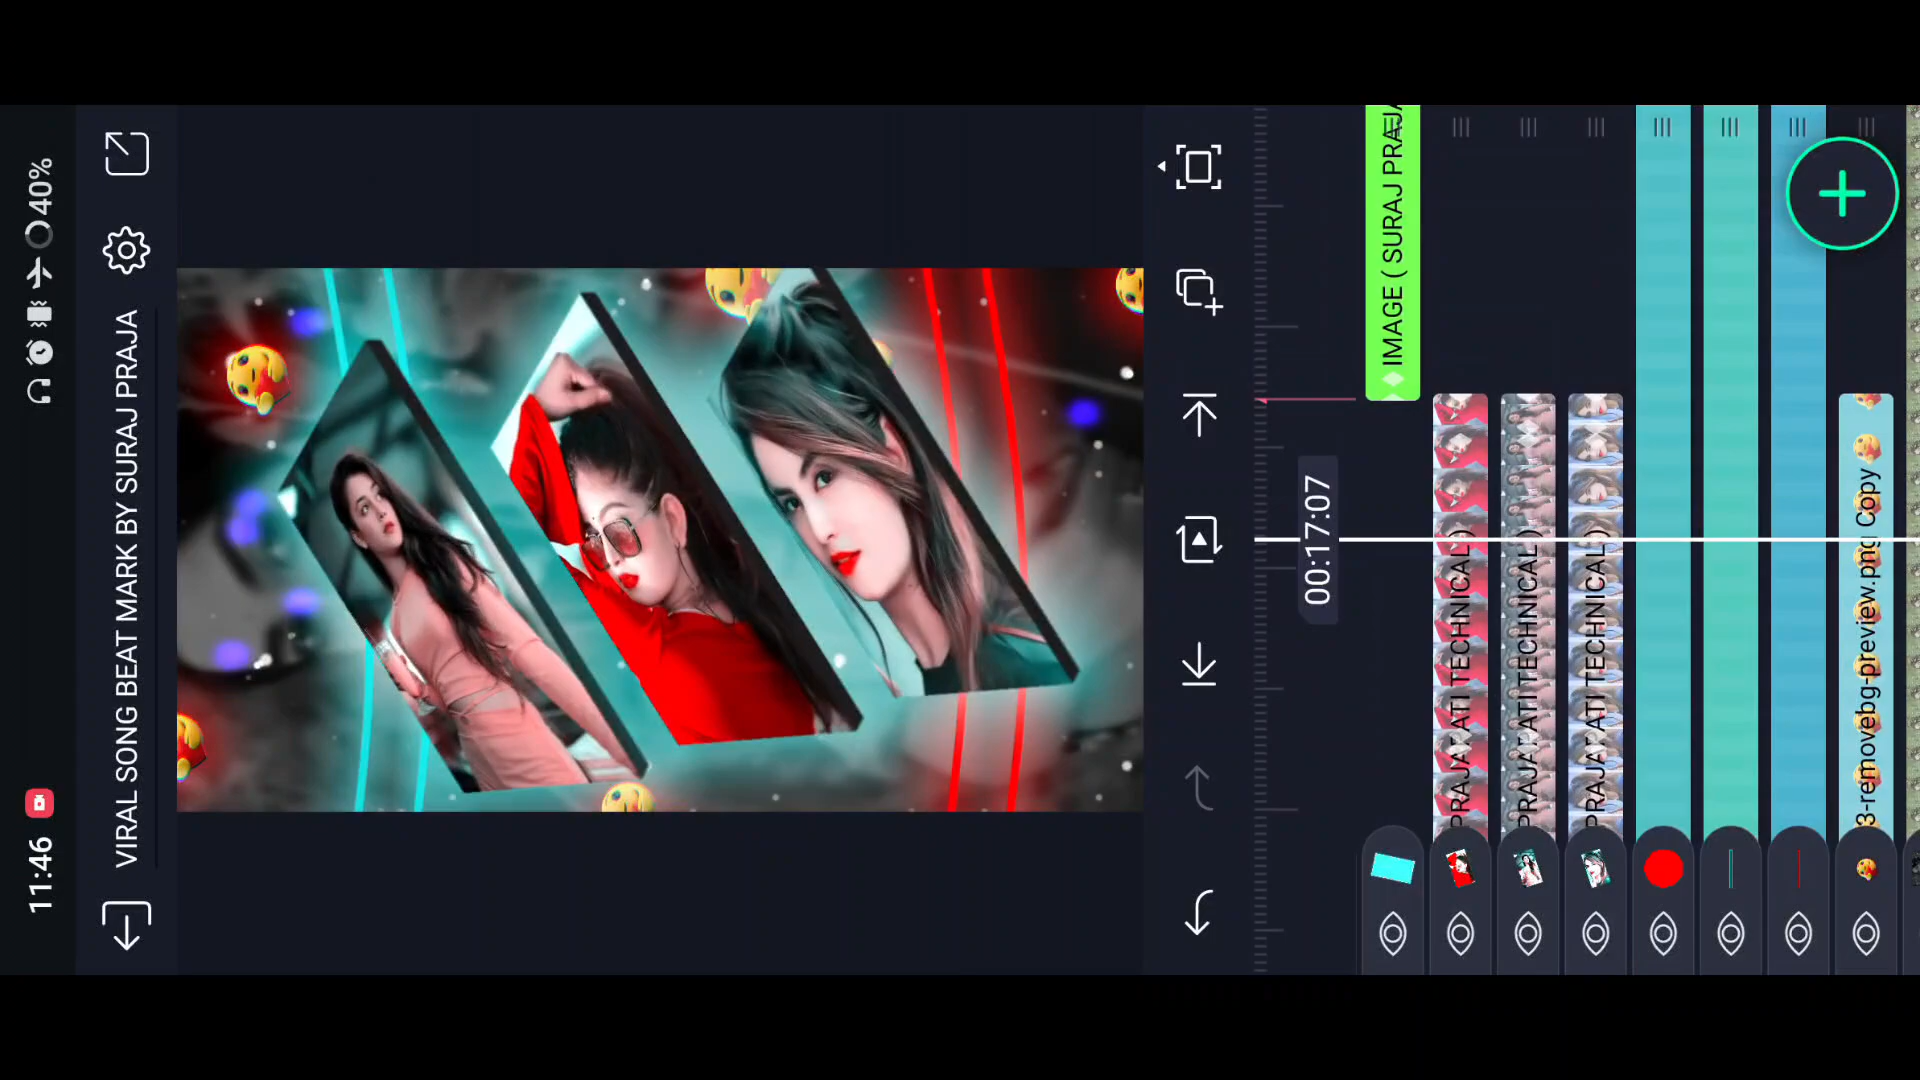 11:46
40%
VIRAL SONG BEAT MARK BY SURAJ PRAJA
00:17:07
IMAGE ( SURAJ PRAJA
PRAJAPATI TECHNICAL )
PRAJAPATI TECHNICAL )
PRAJAPATI TECHNICAL )
3-removebg-preview.png Copy